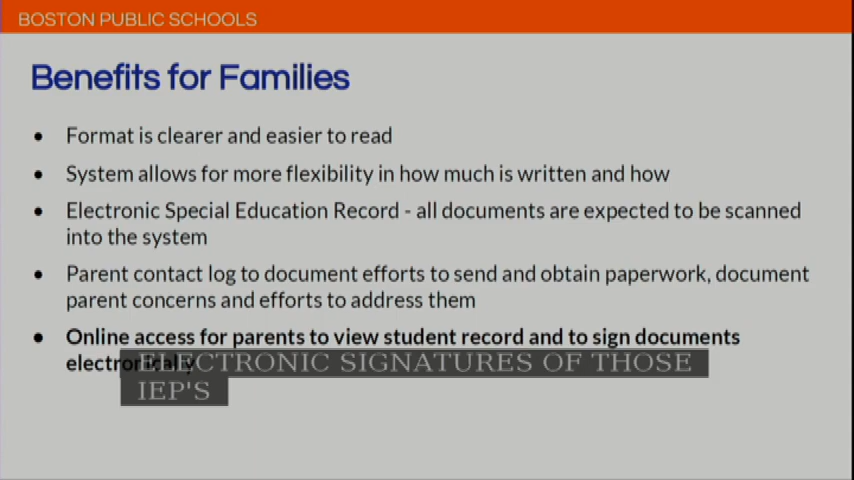 BOSTON PUBLIC SCHOOLS
Benefits for Families
• Format is clearer and easier to read
• System allows for more flexibility in how much is written and how
• Electronic Special Education Record - all documents are expected to be scanned
into the system
• Parent contact log to document efforts to send and obtain paperwork, document
parent concerns and efforts to address them
• Online access for parents to view student record and to sign documents
electronically
ELECTRONIC SIGNATURES OF THOSE
IEP'S